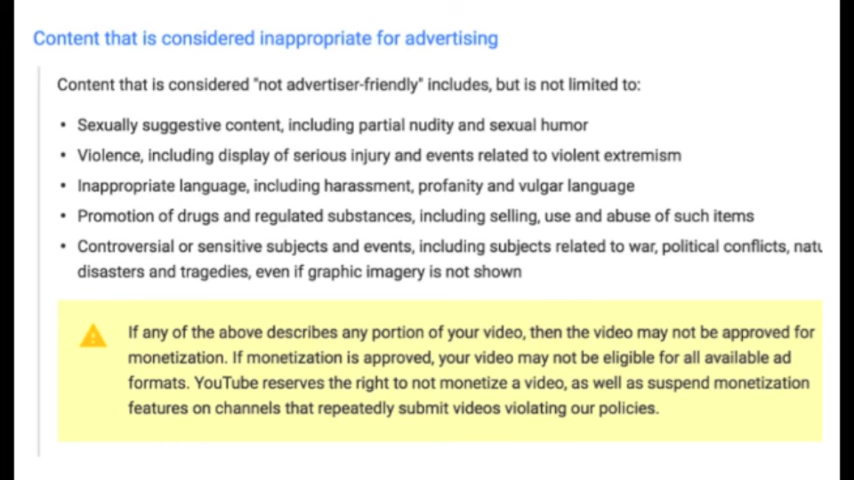 Content that is considered inappropriate for advertising
Content that is considered "not advertiser-friendly" includes, but is not limited to:
• Sexually suggestive content, including partial nudity and sexual humor
• Violence, including display of serious injury and events related to violent extremism
• Inappropriate language, including harassment, profanity and vulgar language
• Promotion of drugs and regulated substances, including selling, use and abuse of such items
• Controversial or sensitive subjects and events, including subjects related to war, political conflicts, natu
disasters and tragedies, even if graphic imagery is not shown
If any of the above describes any portion of your video, then the video may not be approved for
monetization. If monetization is approved, your video may not be eligible for all available ad
formats. YouTube reserves the right to not monetize a video, as well as suspend monetization
features on channels that repeatedly submit videos violating our policies.